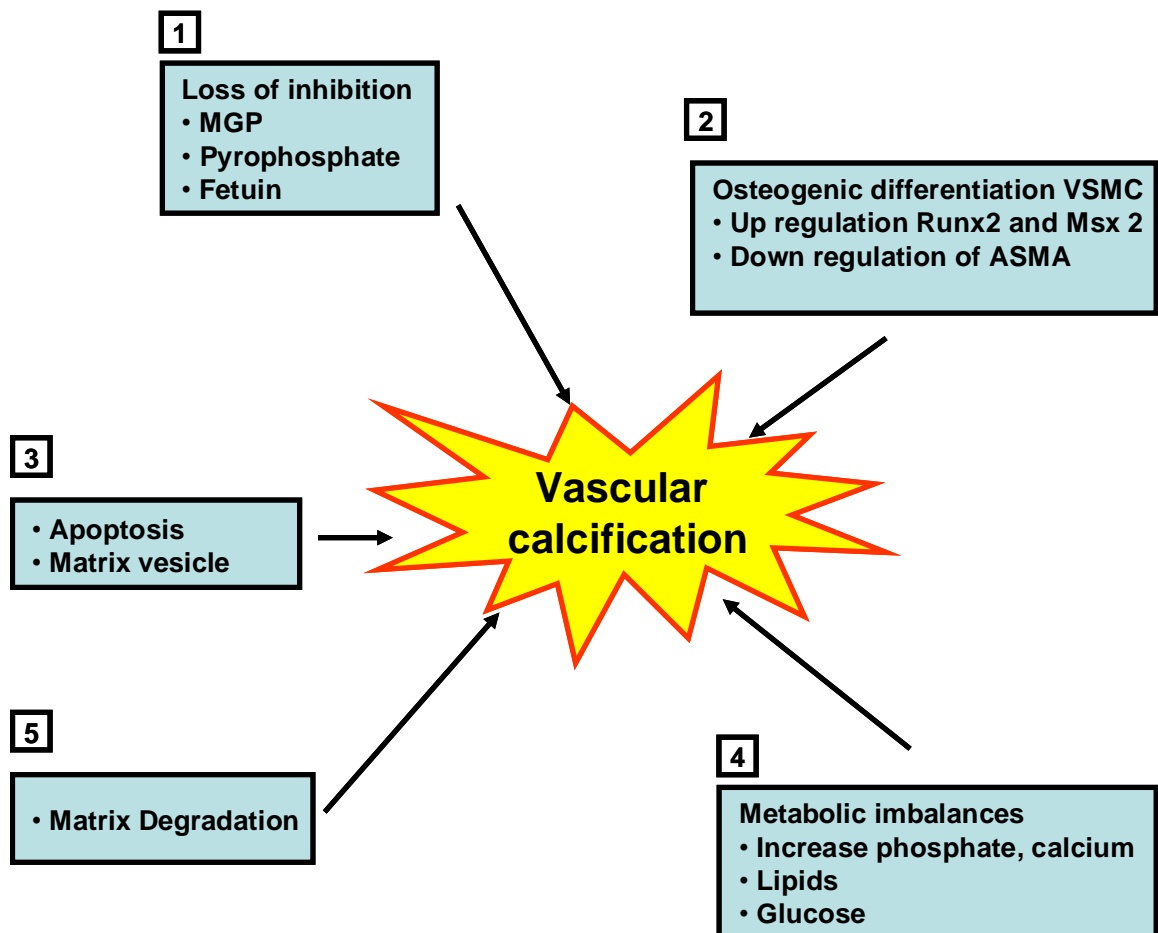 1
Loss of inhibition
• MGP
• Pyrophosphate
• Fetuin
2
Osteogenic differentiation VSMC
• Up regulation Runx2 and Msx 2
• Down regulation of ASMA
Vascular
calcification
3
• Apoptosis
• Matrix vesicle
5
• Matrix Degradation
4
Metabolic imbalances
• Increase phosphate, calcium
• Lipids
• Glucose